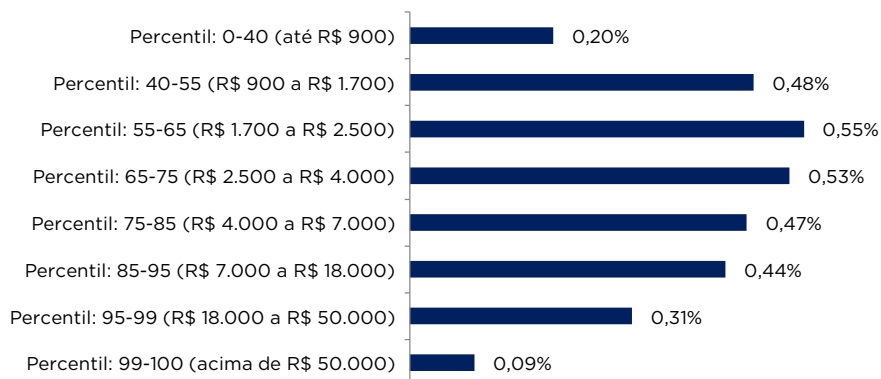 Percentil: 0-40 (até R$ 900) 0,20%
Percentil: 40-55 (R$ 900 a R$ 1.700) 0,48%
Percentil: 55-65 (R$ 1.700 a R$ 2.500) 0,55%
Percentil: 65-75 (R$ 2.500 a R$ 4.000) 0,53%
Percentil: 75-85 (R$ 4.000 a R$ 7.000) 0,47%
Percentil: 85-95 (R$ 7.000 a R$ 18.000) 0,44%
Percentil: 95-99 (R$ 18.000 a R$ 50.000) 0,31%
Percentil: 99-100 (acima de R$ 50.000) 0,09%